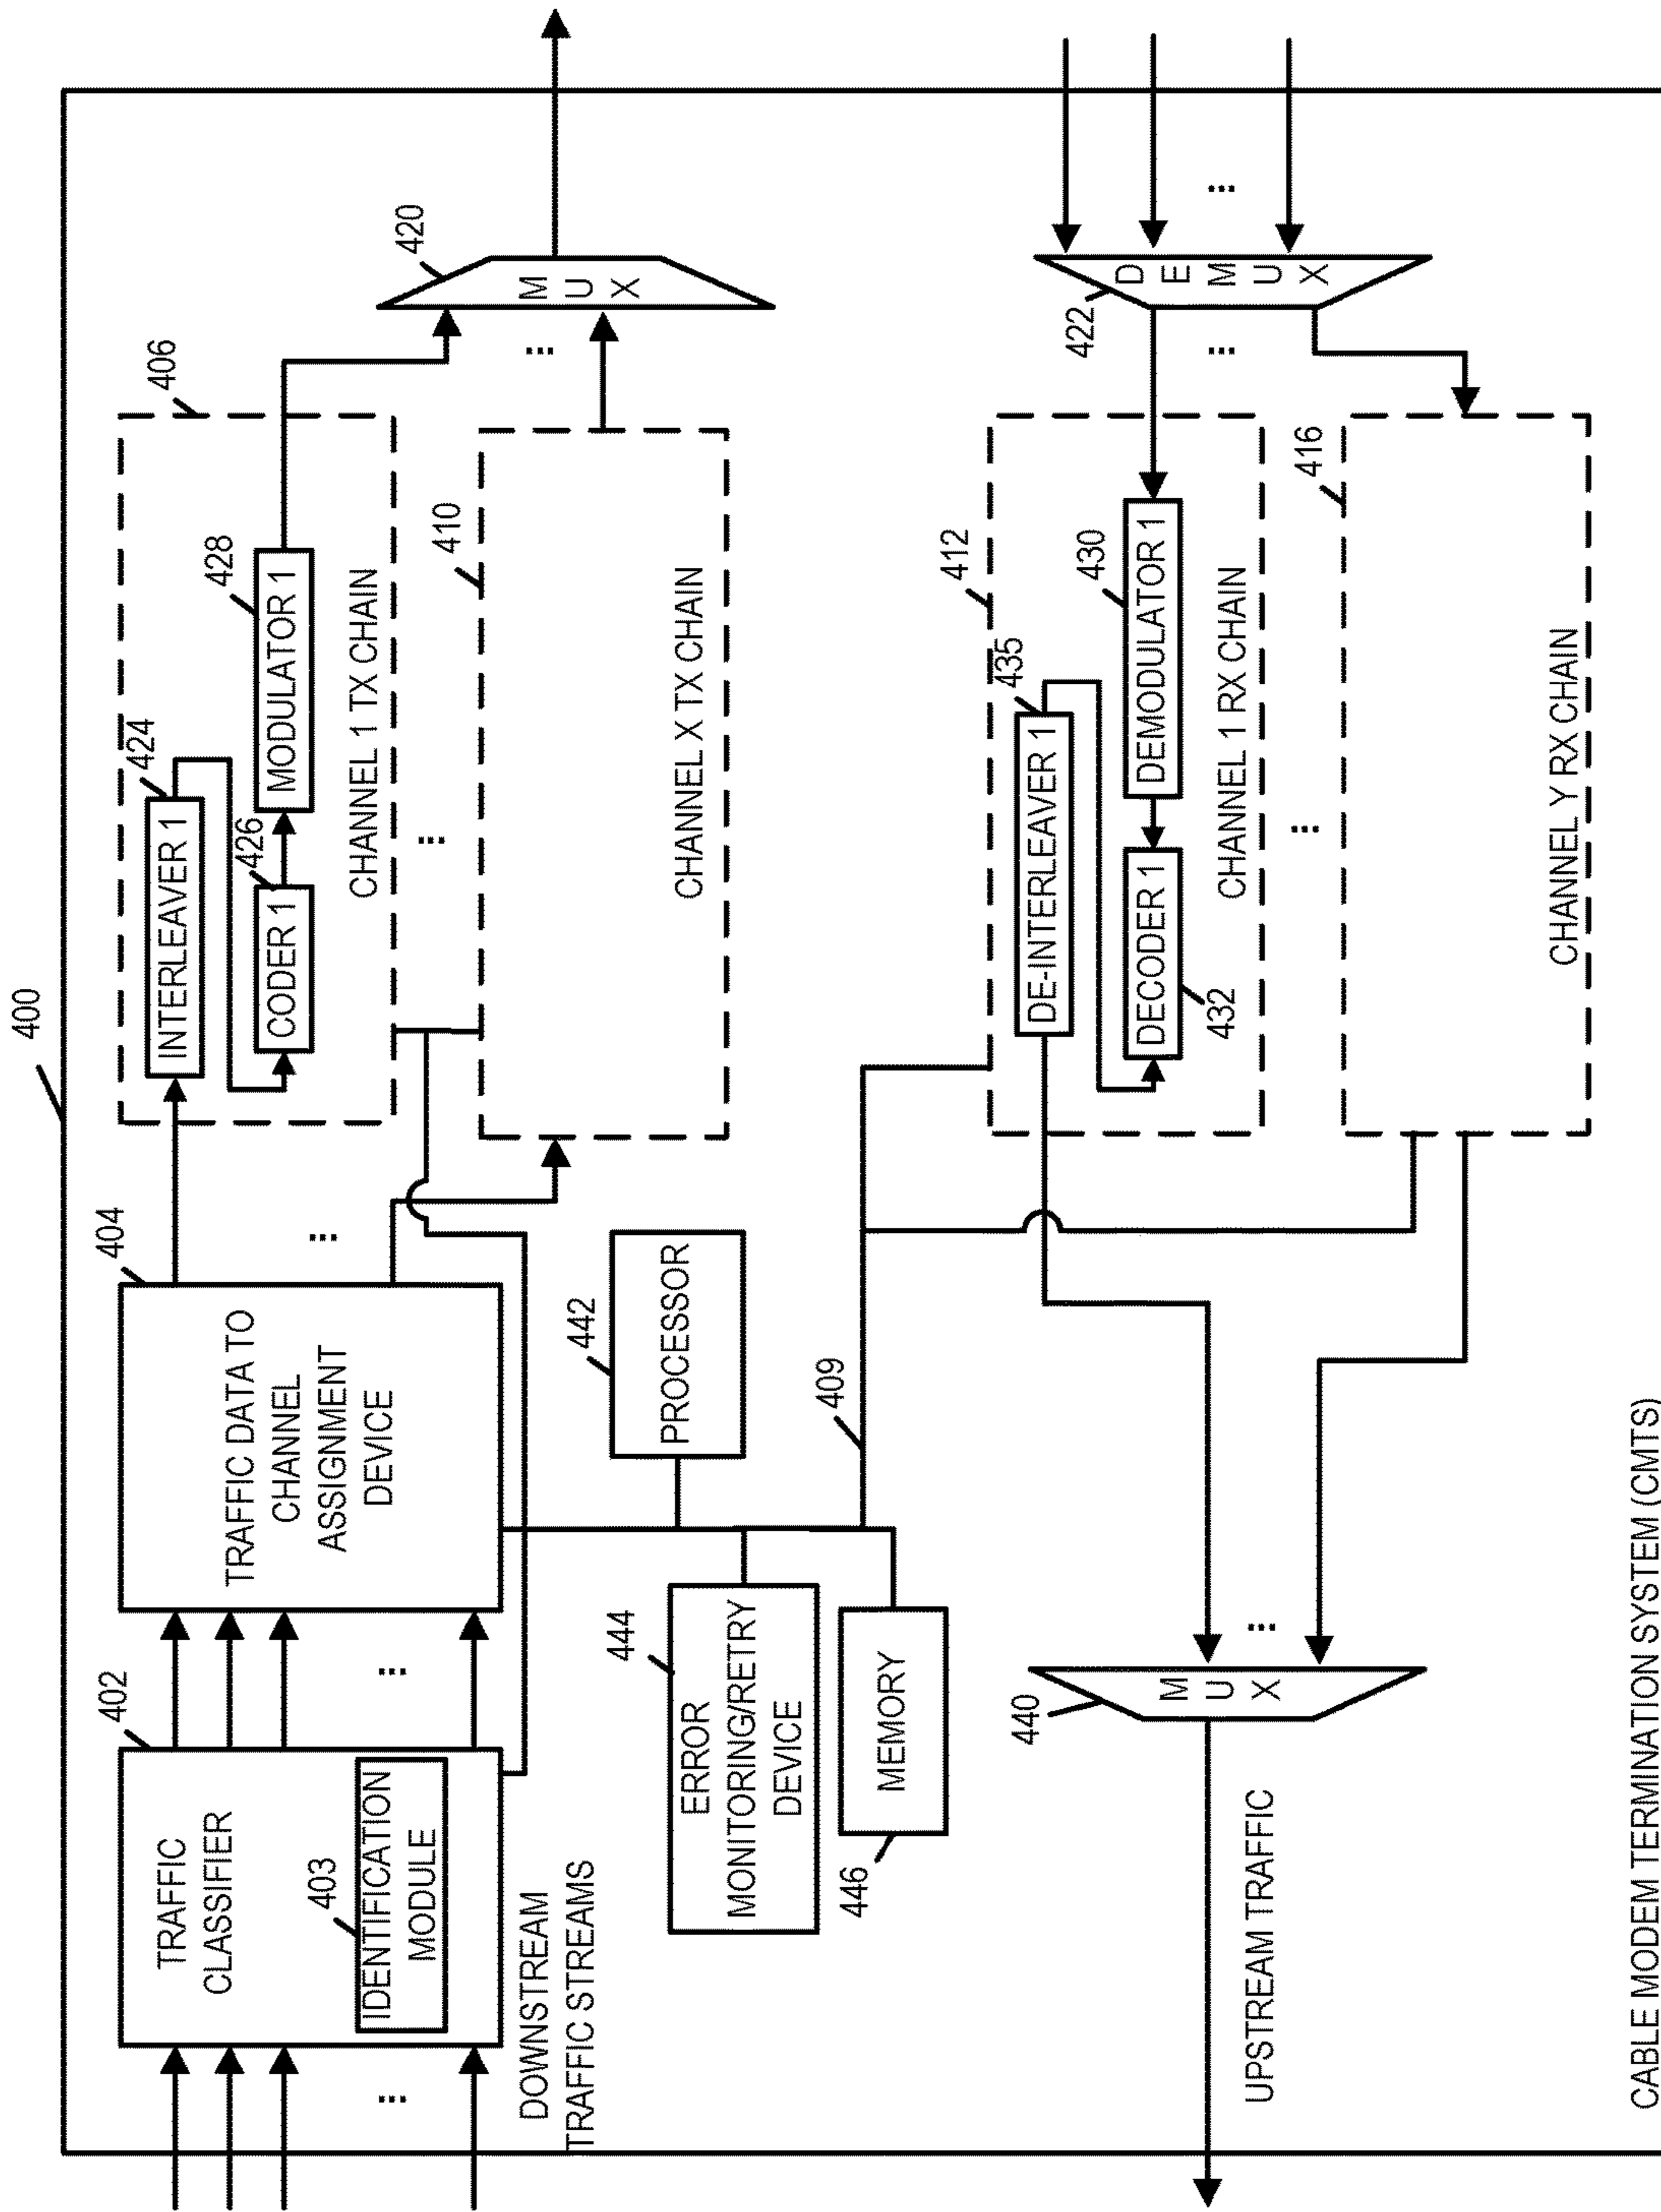 400
402
TRAFFIC
CLASSIFIER
403
IDENTIFICATION
MODULE
...
...
DOWNSTREAM
TRAFFIC STREAMS
404
TRAFFIC DATA TO
CHANNEL
ASSIGNMENT
DEVICE
...
406
424
INTERLEAVER 1
426
CODER 1
428
MODULATOR 1
CHANNEL 1 TX CHAIN
...
410
CHANNEL X TX CHAIN
...
420
M
U
X
442
PROCESSOR
444
ERROR
MONITORING/RETRY
DEVICE
446
MEMORY
409
412
435
DE-INTERLEAVER 1
430
DEMODULATOR 1
DECODER 1
432
CHANNEL 1 RX CHAIN
...
416
CHANNEL Y RX CHAIN
422
D
E
M
U
X
...
...
440
M
U
X
...
UPSTREAM TRAFFIC
CABLE MODEM TERMINATION SYSTEM (CMTS)